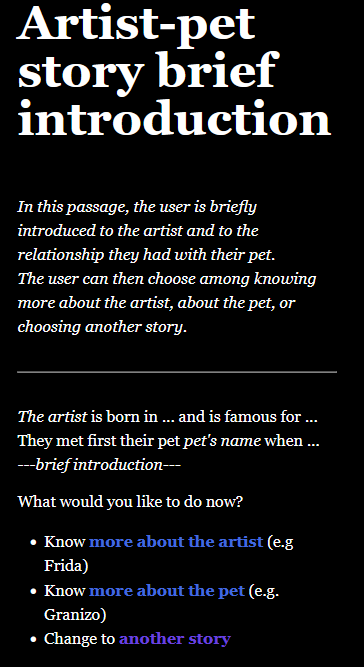 Artist-pet
story brief
introduction
In this passage, the user is briefly
introduced to the artist and to the
relationship they had with their pet.
The user can then choose among knowing
more about the artist, about the pet, or
choosing another story.
The artist is born in ... and is famous for ...
They met first their pet pet's name when ...
---brief introduction---
What would you like to do now?
• Know more about the artist (e.g
Frida)
• Know more about the pet (e.g.
Granizo)
• Change to another story